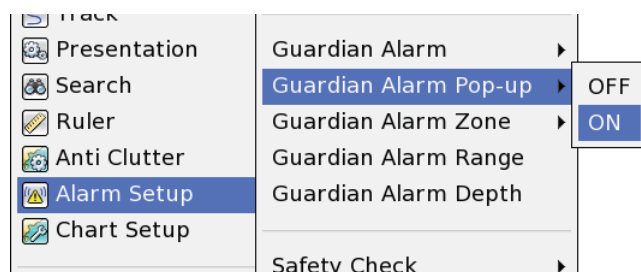 Track
Presentation
Search
Ruler
Anti Clutter
Alarm Setup
Chart Setup
Guardian Alarm
Guardian Alarm Pop-up
Guardian Alarm Zone
Guardian Alarm Range
Guardian Alarm Depth
Safety Check
OFF
ON